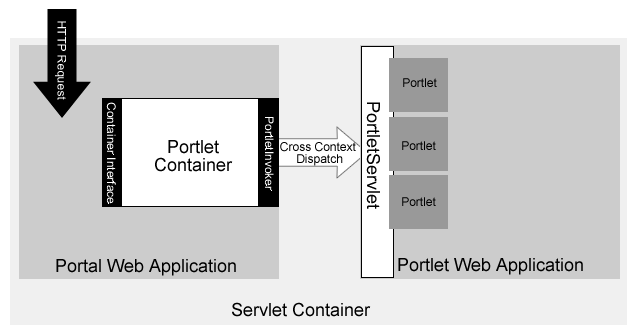 HTTP Request
Container Interface
Portlet
Container
PortletInvoker
Cross Context
Dispatch
PortletServlet
Portlet
Portlet
Portlet
Portal Web Application
Portlet Web Application
Servlet Container